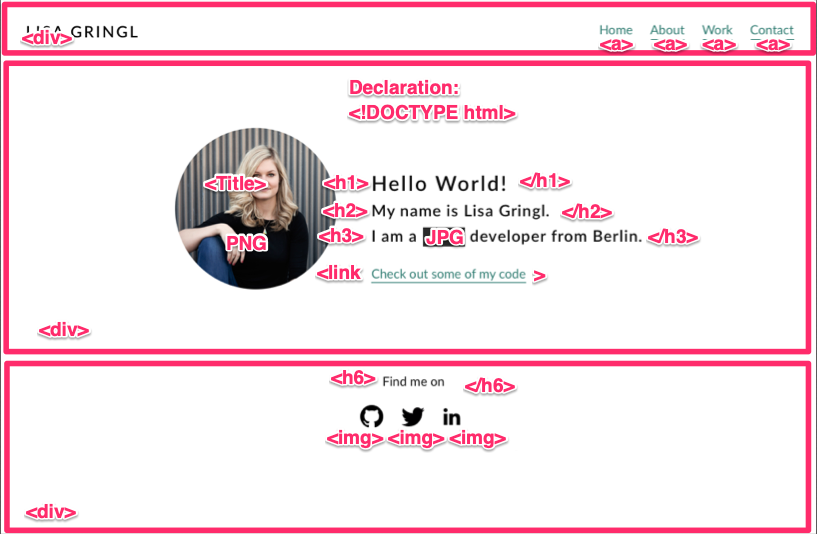 LISA GRINGL
<div>
Home About Work Contact
<a> <a> <a> <a>
Declaration:
<!DOCTYPE html>
<Title>
<h1> Hello World! </h1>
<h2> My name is Lisa Gringl. </h2>
PNG
<h3> I am a JPG developer from Berlin. </h3>
<link Check out some of my code >
<div>
<h6> Find me on </h6>
in
<img> <img> <img>
<div>